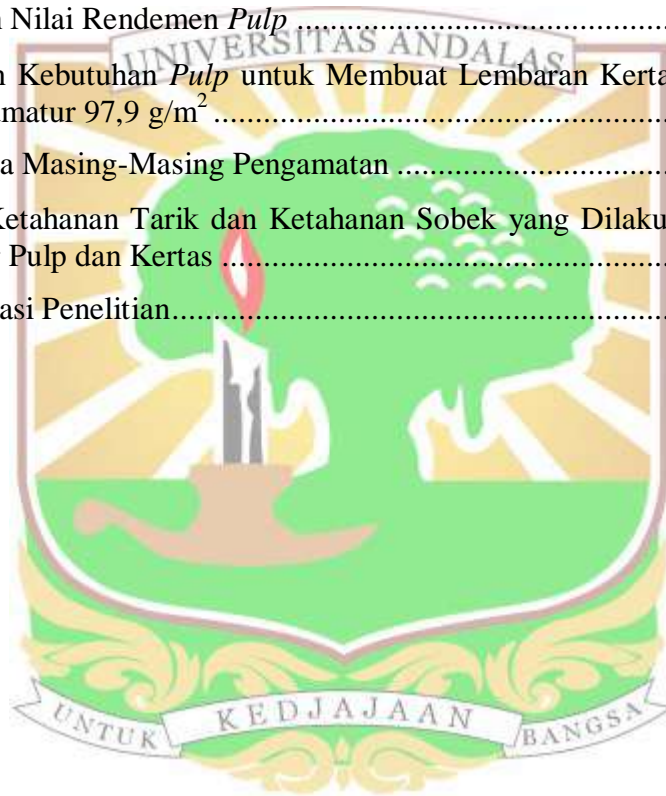 n Nilai Rendemen Pulp ..........................................
UNIVERSITAS ANDALAS
n Kebutuhan Pulp untuk Membuat Lembaran Kerta
amatur 97,9 g/m² ......................................................
a Masing-Masing Pengamatan .................................
Ketahanan Tarik dan Ketahanan Sobek yang Dilaku
Pulp dan Kertas .......................................................
asi Penelitian.............................................................
UNTUK KEDJAJAAN BANGSA